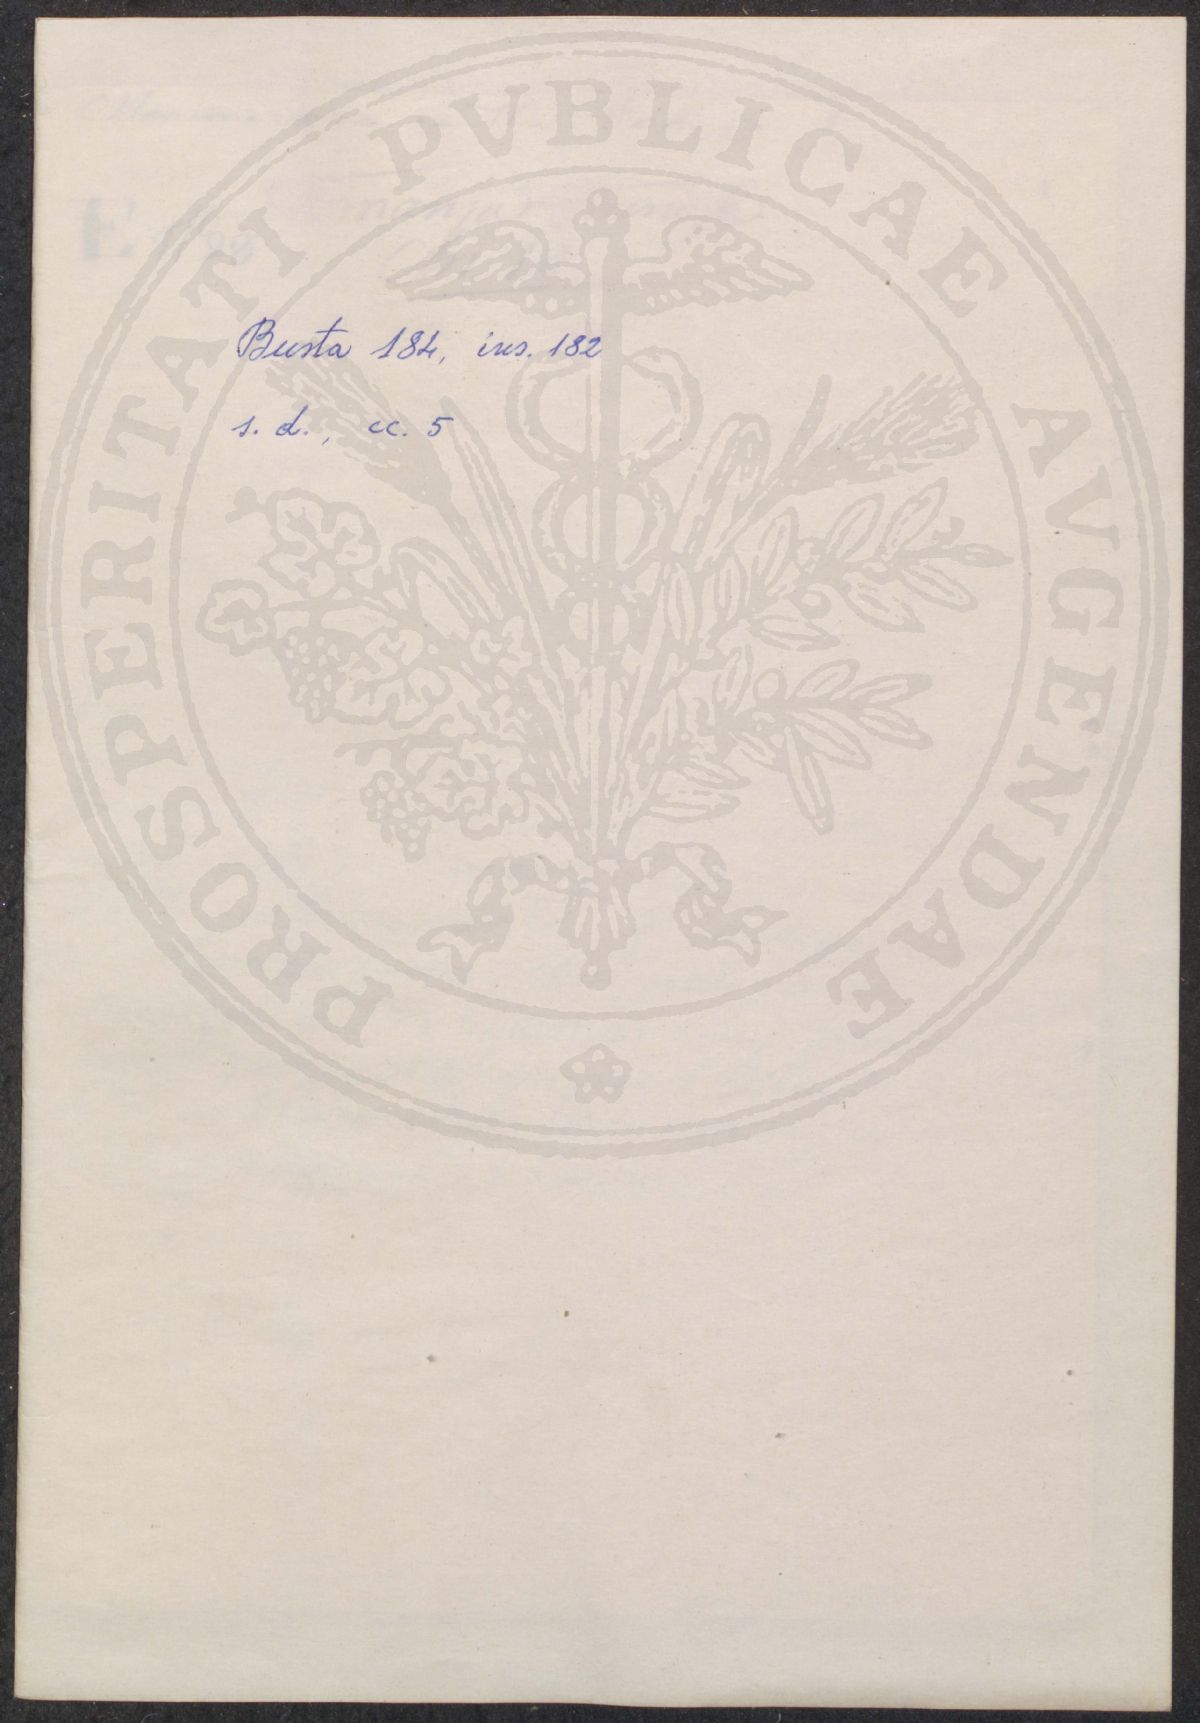 PROSPERITATI PVBLICAE AVGENDAE
Busta 184, ins. 182
s. d., cc. 5